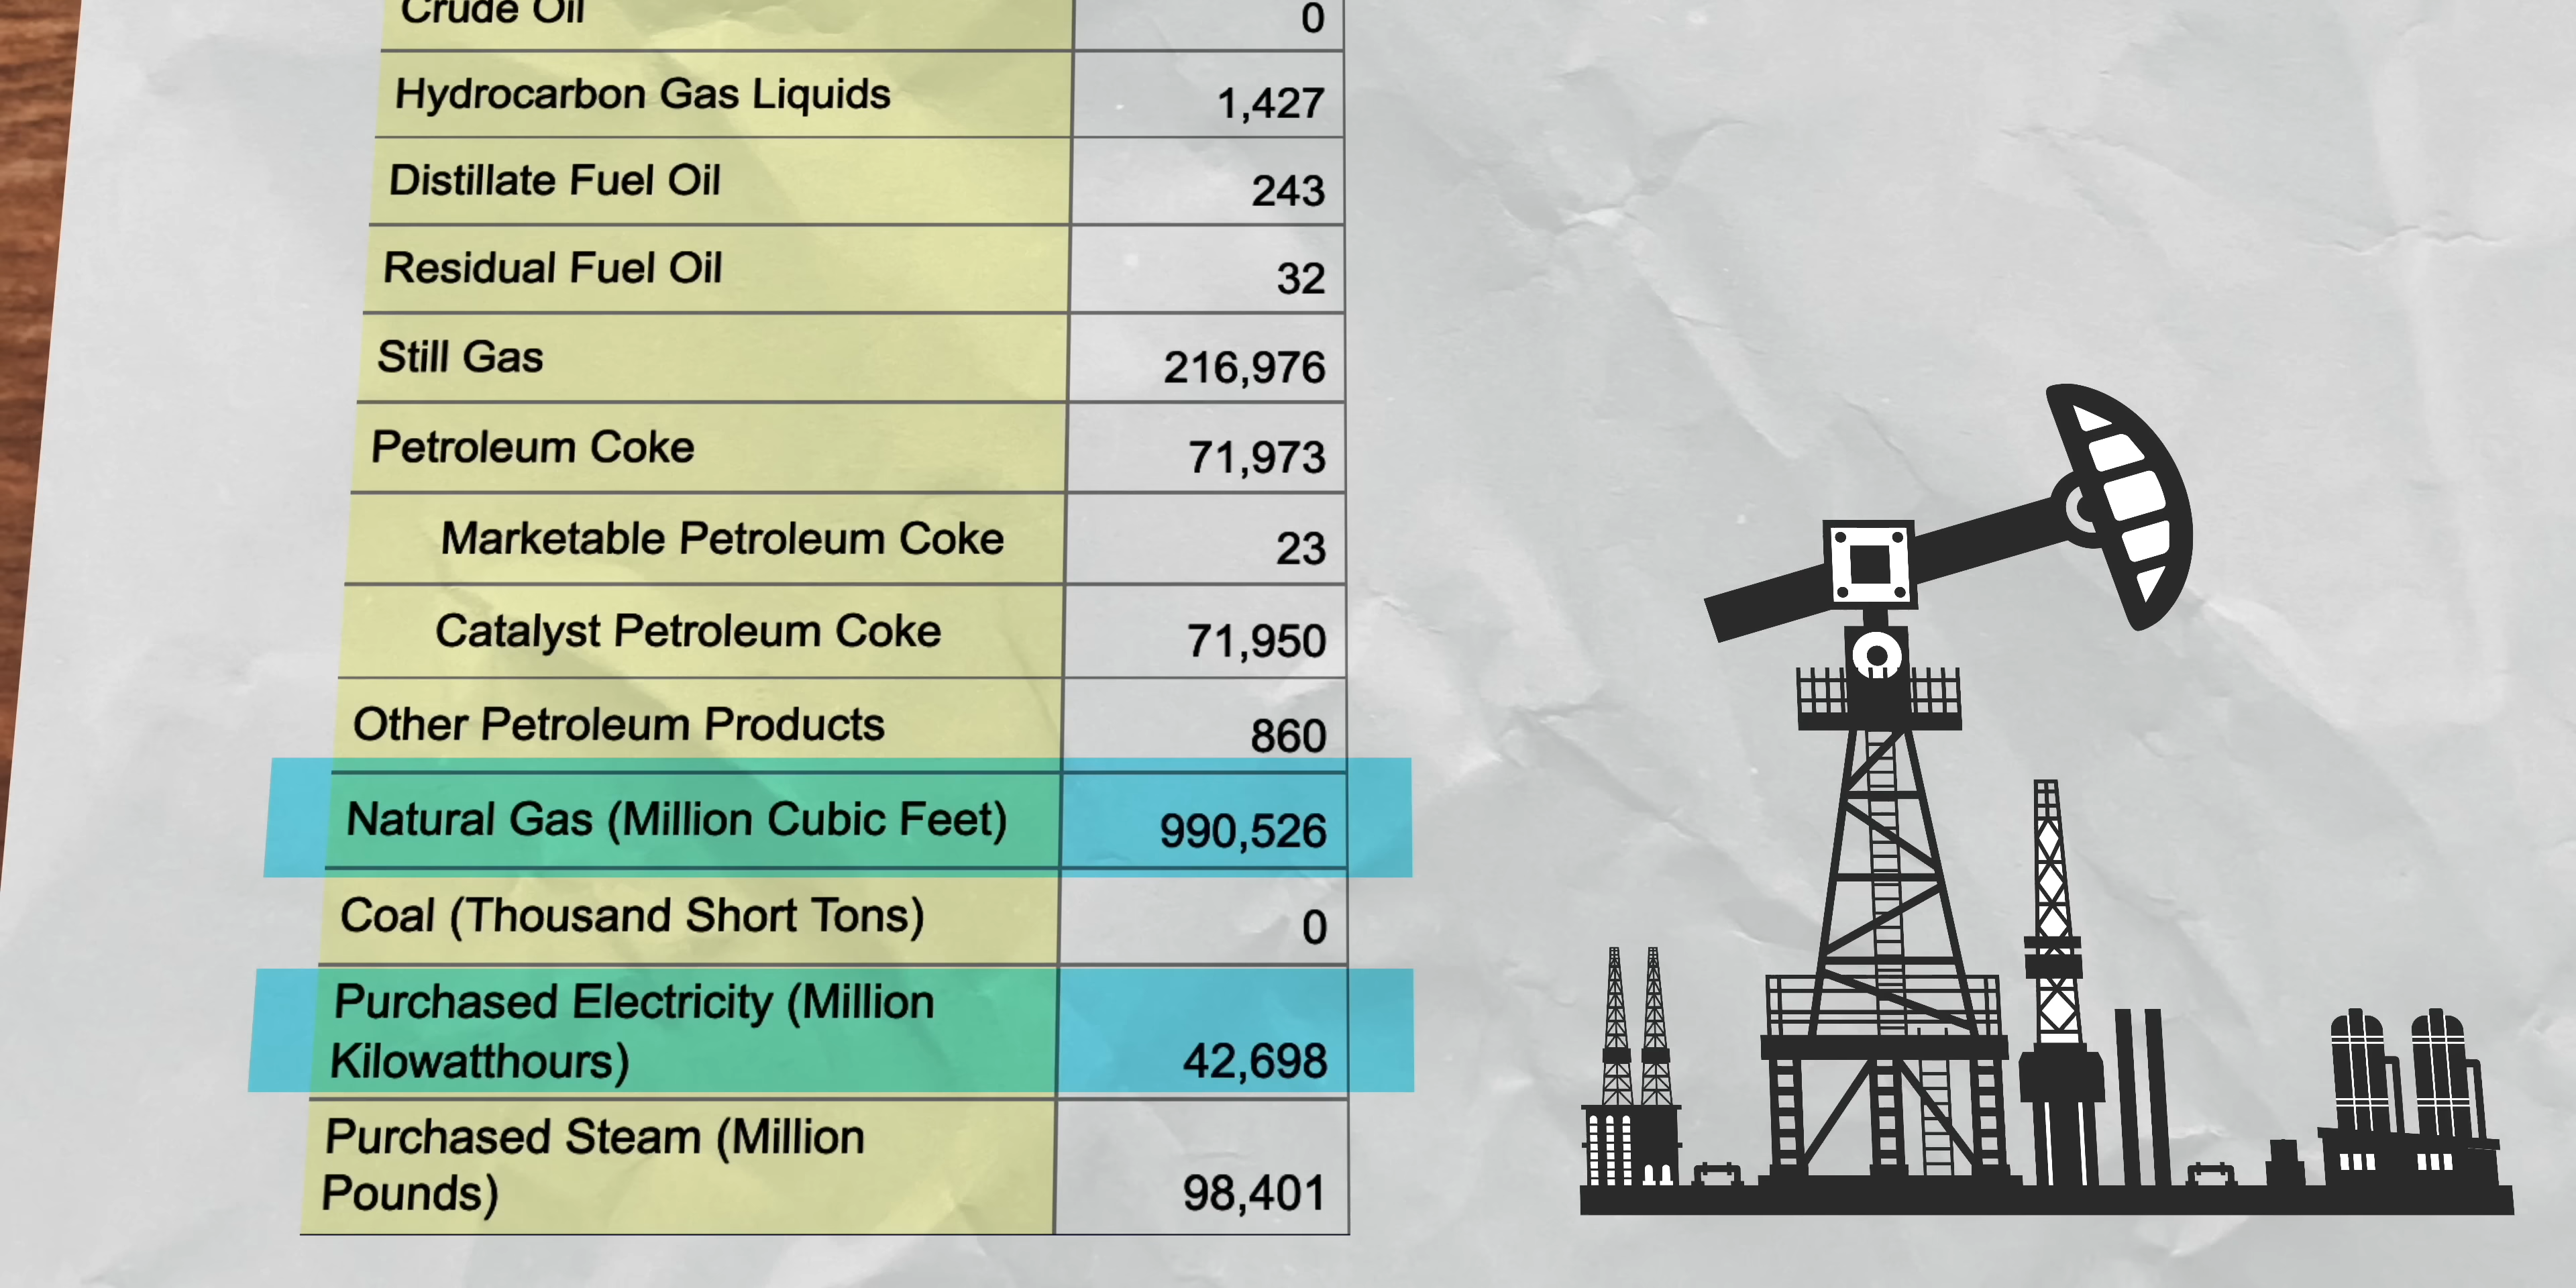 Crude Oil 0
Hydrocarbon Gas Liquids 1,427
Distillate Fuel Oil 243
Residual Fuel Oil 32
Still Gas 216,976
Petroleum Coke 71,973
Marketable Petroleum Coke 23
Catalyst Petroleum Coke 71,950
Other Petroleum Products 860
Natural Gas (Million Cubic Feet) 990,526
Coal (Thousand Short Tons) 0
Purchased Electricity (Million
Kilowatthours) 42,698
Purchased Steam (Million
Pounds) 98,401